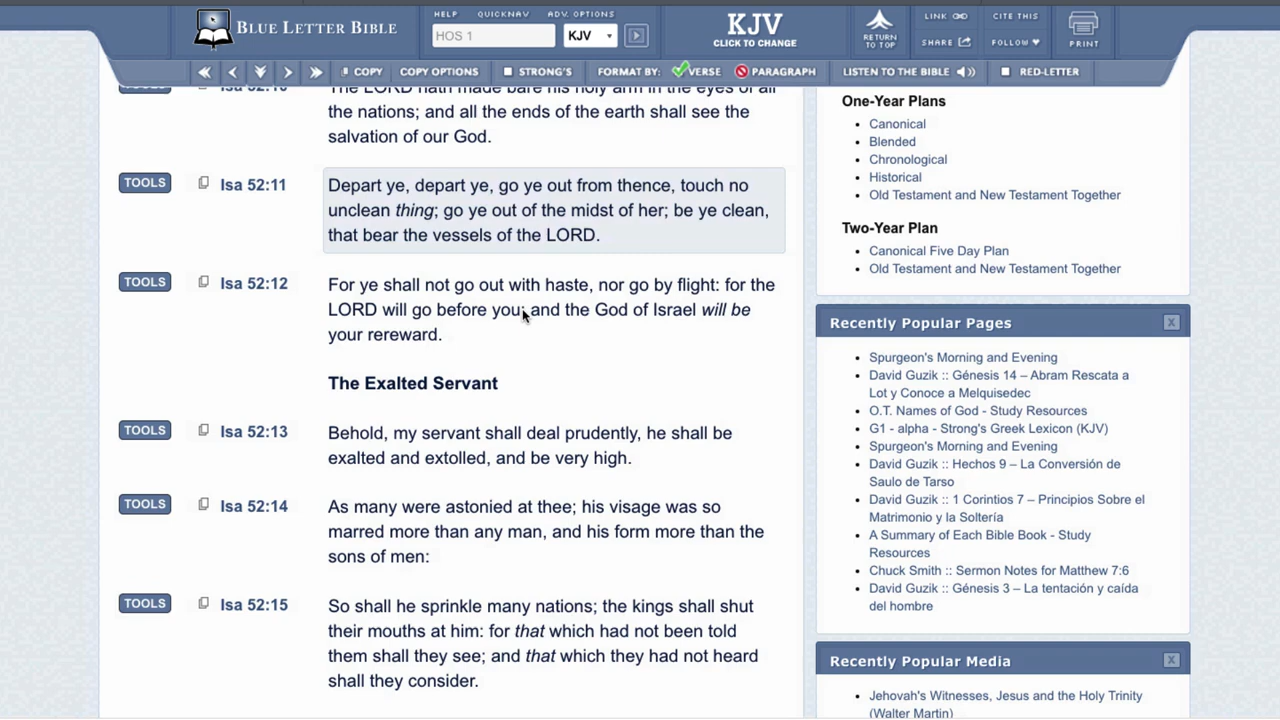 BLUE LETTER BIBLE
HELP QUICKNAV ADV. OPTIONS
HOS 1 KJV
KJV
CLICK TO CHANGE
RETURN
TO TOP
LINK
SHARE
CITE THIS
FOLLOW
PRINT
COPY COPY OPTIONS STRONG'S FORMAT BY: VERSE PARAGRAPH LISTEN TO THE BIBLE RED-LETTER
TOOLS Isa 52:10 The LORD hath made bare his holy arm in the eyes of all
the nations; and all the ends of the earth shall see the
salvation of our God.
TOOLS Isa 52:11 Depart ye, depart ye, go ye out from thence, touch no
unclean thing; go ye out of the midst of her; be ye clean,
that bear the vessels of the LORD.
TOOLS Isa 52:12 For ye shall not go out with haste, nor go by flight: for the
LORD will go before you; and the God of Israel will be
your rereward.
The Exalted Servant
TOOLS Isa 52:13 Behold, my servant shall deal prudently, he shall be
exalted and extolled, and be very high.
TOOLS Isa 52:14 As many were astonied at thee; his visage was so
marred more than any man, and his form more than the
sons of men:
TOOLS Isa 52:15 So shall he sprinkle many nations; the kings shall shut
their mouths at him: for that which had not been told
them shall they see; and that which they had not heard
shall they consider.
One-Year Plans
Canonical
Blended
Chronological
Historical
Old Testament and New Testament Together
Two-Year Plan
Canonical Five Day Plan
Old Testament and New Testament Together
Recently Popular Pages X
Spurgeon's Morning and Evening
David Guzik :: Génesis 14 – Abram Rescata a
Lot y Conoce a Melquisedec
O.T. Names of God - Study Resources
G1 - alpha - Strong's Greek Lexicon (KJV)
Spurgeon's Morning and Evening
David Guzik :: Hechos 9 – La Conversión de
Saulo de Tarso
David Guzik :: 1 Corintios 7 – Principios Sobre el
Matrimonio y la Soltería
A Summary of Each Bible Book - Study
Resources
Chuck Smith :: Sermon Notes for Matthew 7:6
David Guzik :: Génesis 3 – La tentación y caída
del hombre
Recently Popular Media X
Jehovah's Witnesses, Jesus and the Holy Trinity
(Walter Martin)